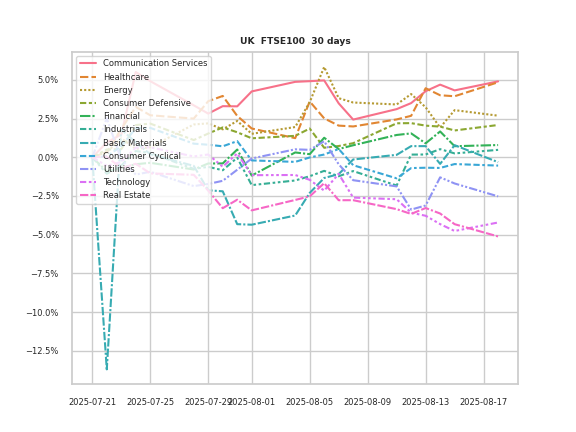 UK FTSE100 30 days
Communication Services
Healthcare
Energy
Consumer Defensive
Financial
Industrials
Basic Materials
Consumer Cyclical
Utilities
Technology
Real Estate
5.0%
2.5%
0.0%
−2.5%
−5.0%
−7.5%
−10.0%
−12.5%
2025-07-21
2025-07-25
2025-07-29
2025-08-01
2025-08-05
2025-08-09
2025-08-13
2025-08-17